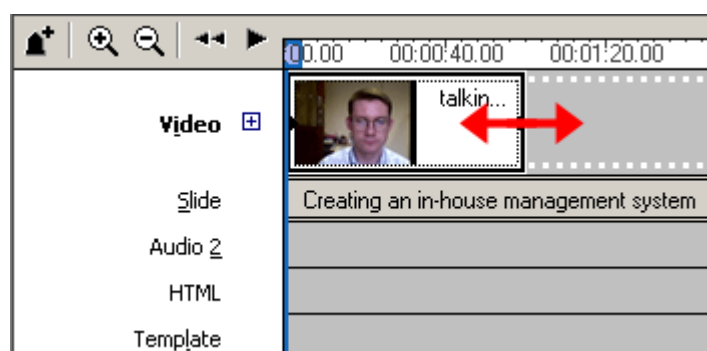 00.00 00:00:40.00 00:01:20.00
talkin...
Video
Slide Creating an in-house management system
Audio 2
HTML
Template